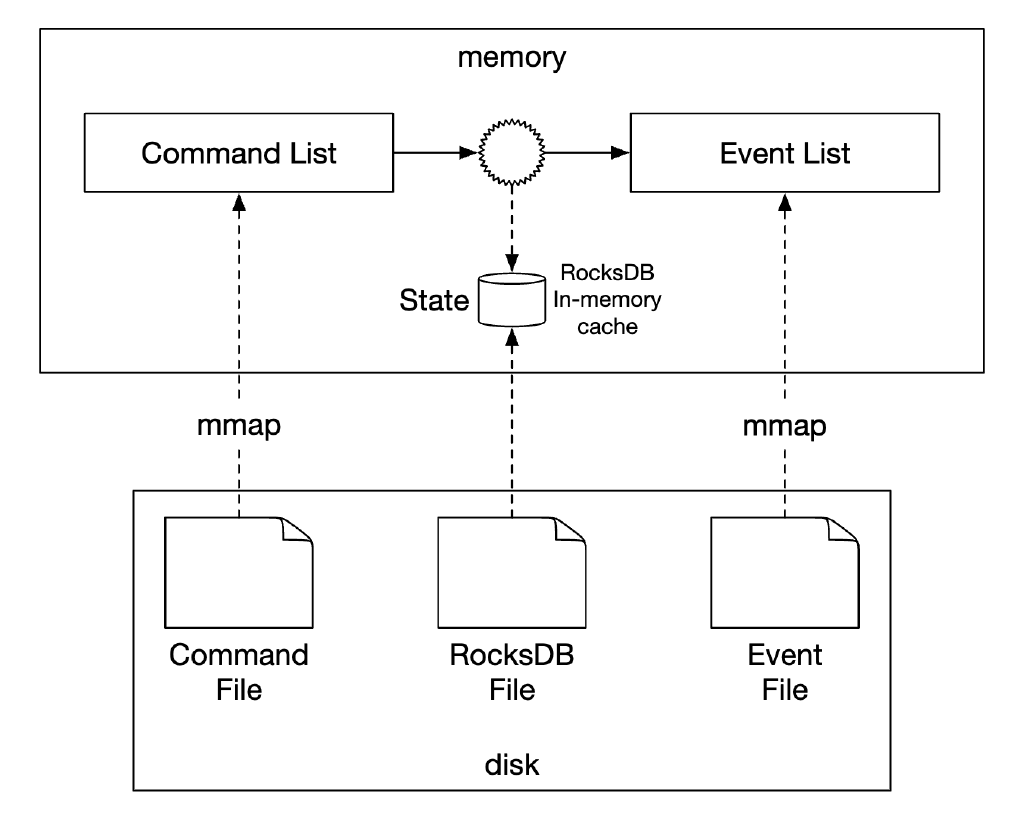 memory
Command List
Event List
State
RocksDB
In-memory
cache
mmap
mmap
Command
File
RocksDB
File
Event
File
disk